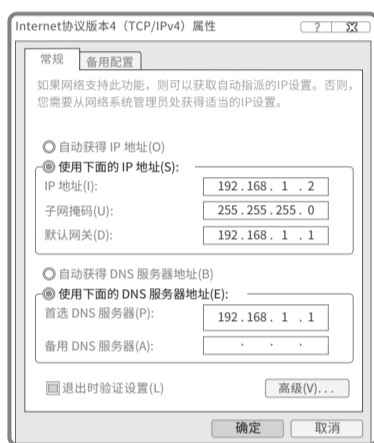 Internet协议版本4（TCP/IPv4）属性 ?
常规 备用配置
如果网络支持此功能，则可以获取自动指派的IP设置。否则，
您需要从网络系统管理员处获得适当的IP设置。
自动获得 IP 地址(O)
使用下面的 IP 地址(S):
IP 地址(I): 192.168. 1 .2
子网掩码(U): 255.255.255.0
默认网关(D): 192.168. 1 .1
自动获得 DNS 服务器地址(B)
使用下面的 DNS 服务器地址(E):
首选 DNS 服务器(P): 192.168. 1 .1
备用 DNS 服务器(A): . . .
退出时验证设置(L) 高级(V)...
确定 取消